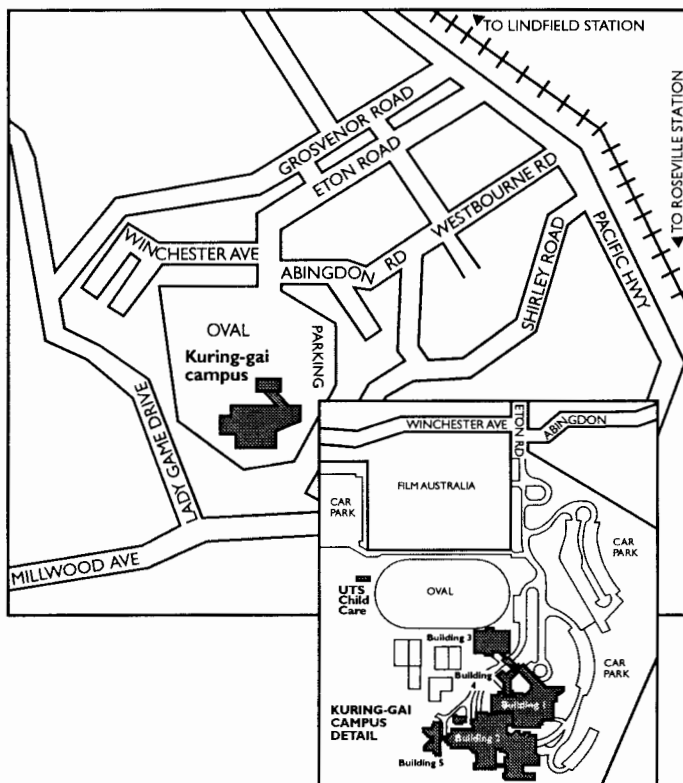 TO LINDFIELD STATION
TO ROSEVILLE STATION
GROSVENOR ROAD
ETON ROAD
WESTBOURNE RD
WINCHESTER AVE
ABINGDON RD
SHIRLEY ROAD
PACIFIC HWY
OVAL
PARKING
Kuring-gai
campus
LADY GAME DRIVE
MILLWOOD AVE
WINCHESTER AVE
ETON RD
ABINGDON
FILM AUSTRALIA
CAR
PARK
CAR
PARK
UTS
Child
Care
OVAL
Building 3
Building
4
CAR
PARK
Building 1
KURING-GAI
CAMPUS
DETAIL
Building 2
Building 5